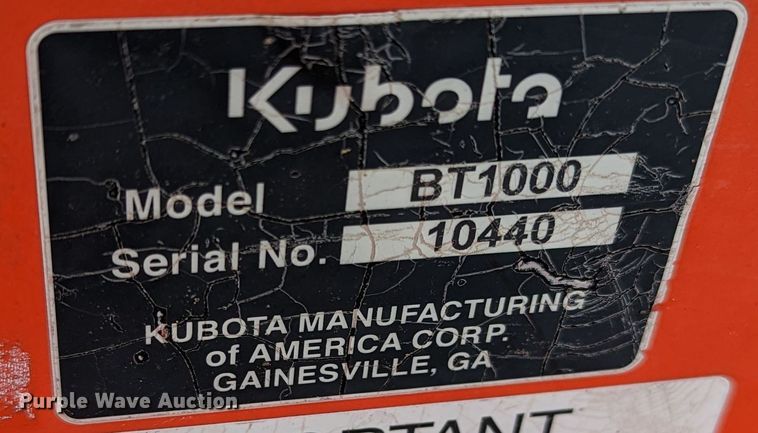 Kubota
Model BT1000
Serial No. 10440
KUBOTA MANUFACTURING
of AMERICA CORP.
GAINESVILLE, GA
Purple Wave Auction